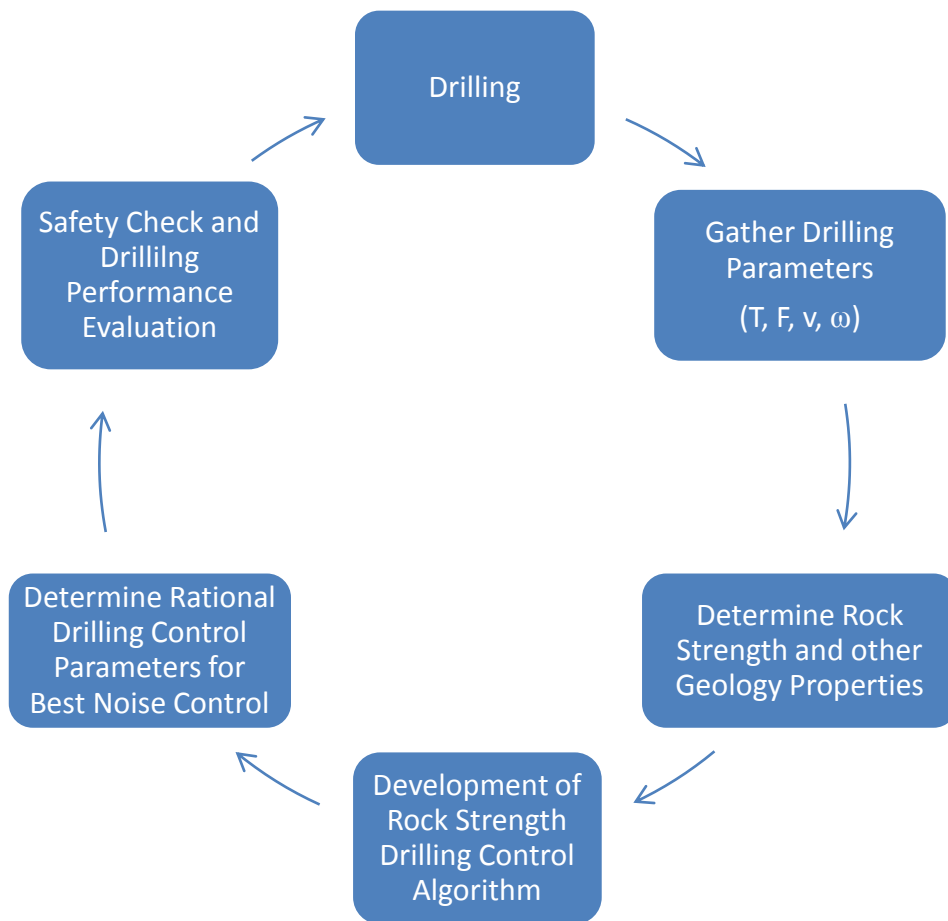 Drilling
Gather Drilling
Parameters
(T, F, v, ω)
Determine Rock
Strength and other
Geology Properties
Development of
Rock Strength
Drilling Control
Algorithm
Determine Rational
Drilling Control
Parameters for
Best Noise Control
Safety Check and
Drillilng
Performance
Evaluation